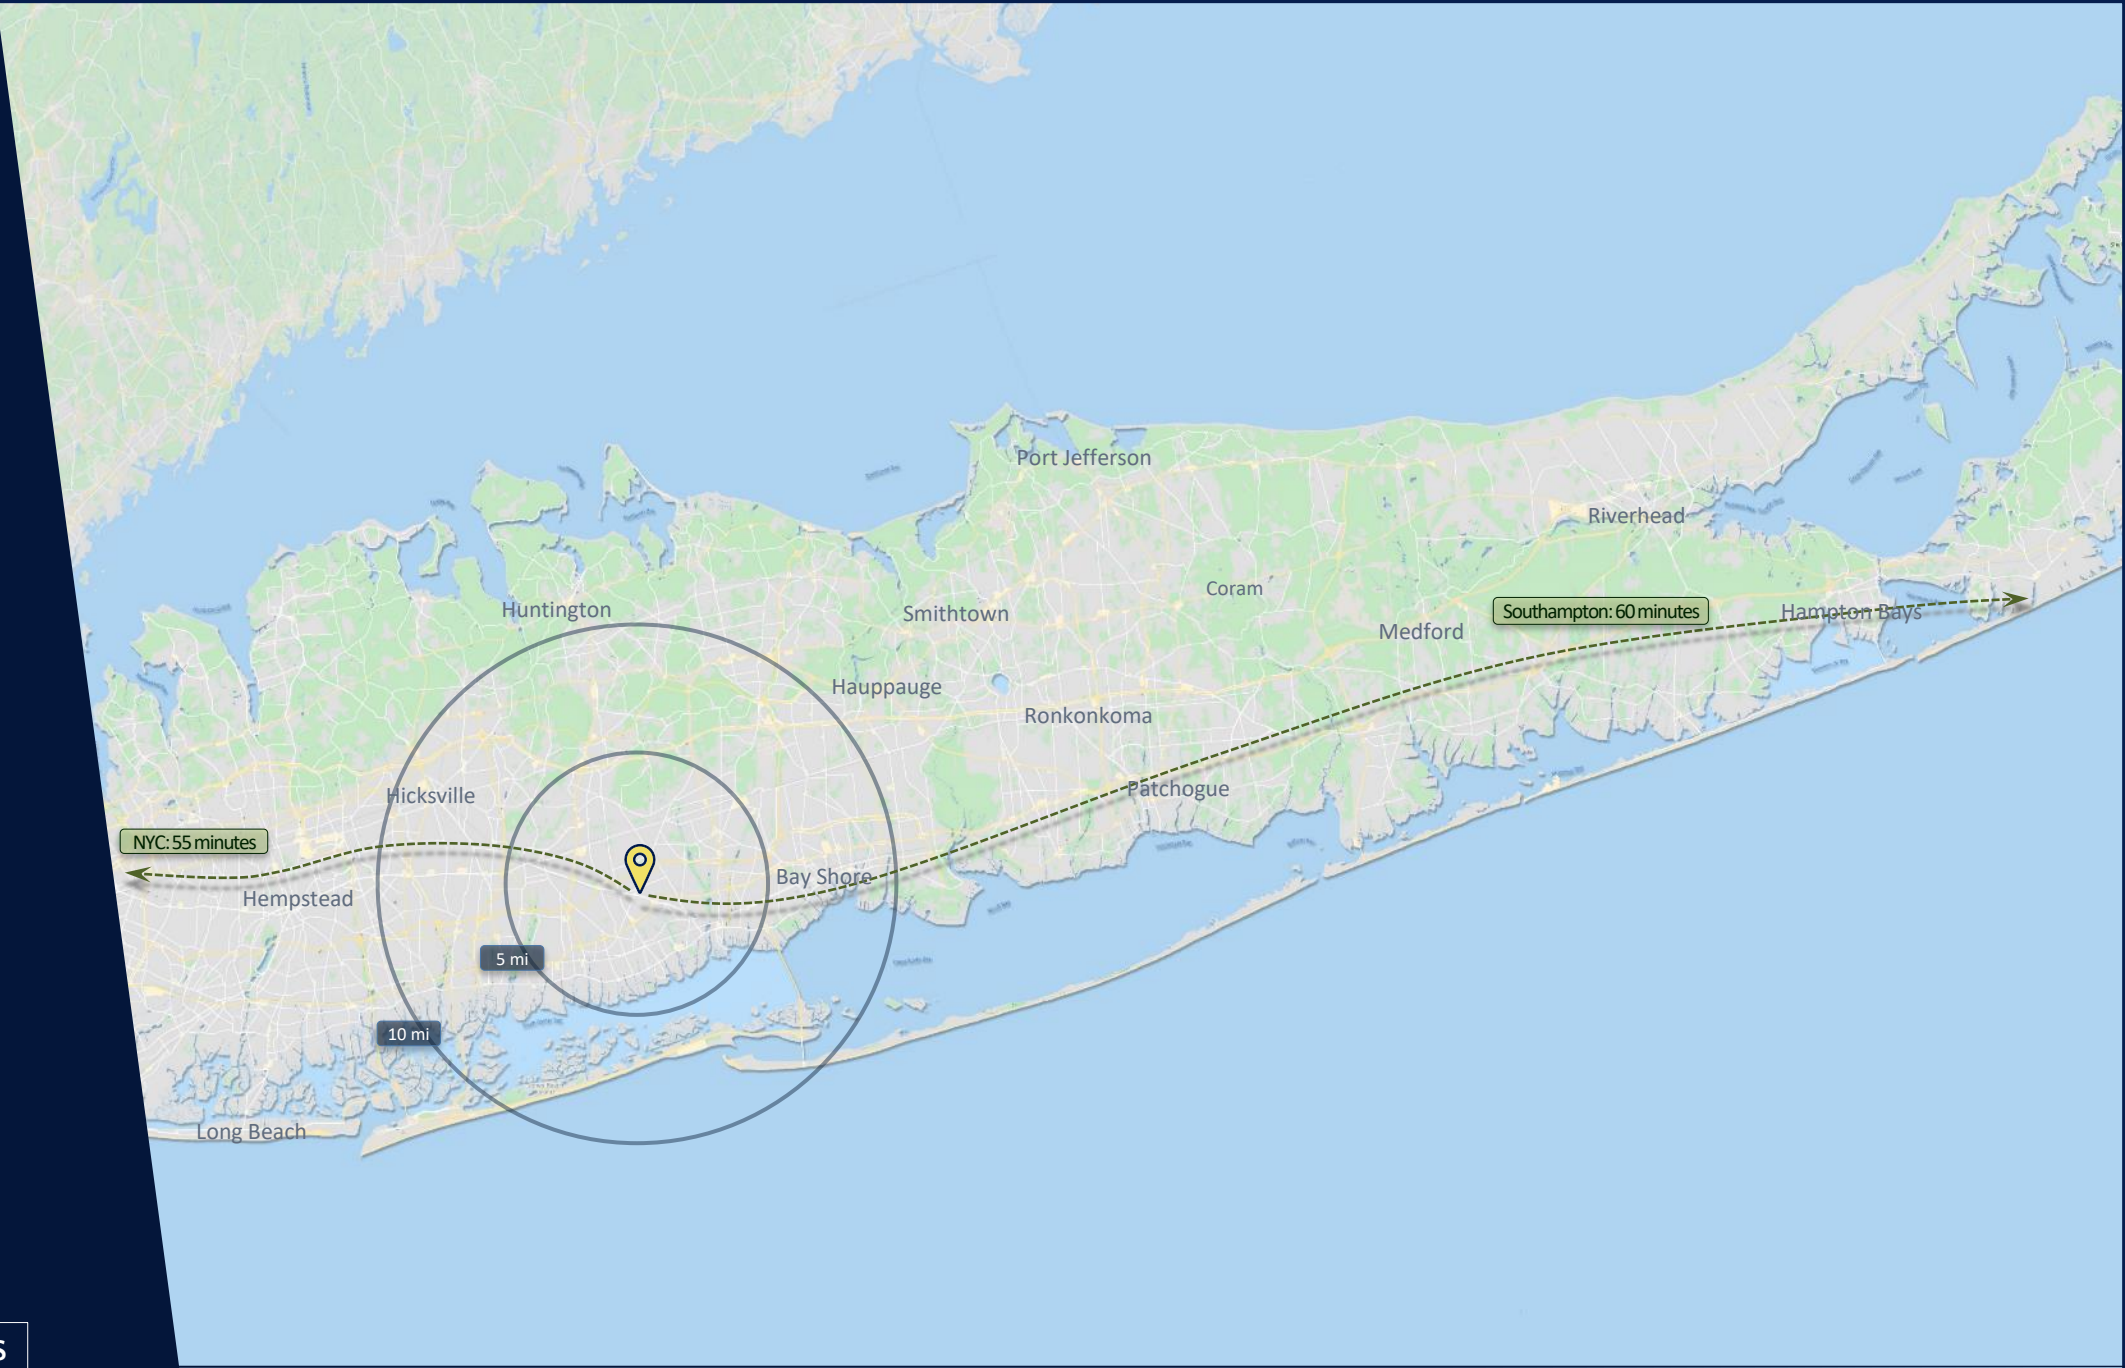 Port Jefferson
Riverhead
Coram
Huntington
Smithtown
Southampton: 60 minutes
Hampton Bays
Medford
Hauppauge
Ronkonkoma
Patchogue
Hicksville
NYC: 55 minutes
Bay Shore
Hempstead
5 mi
10 mi
Long Beach
S